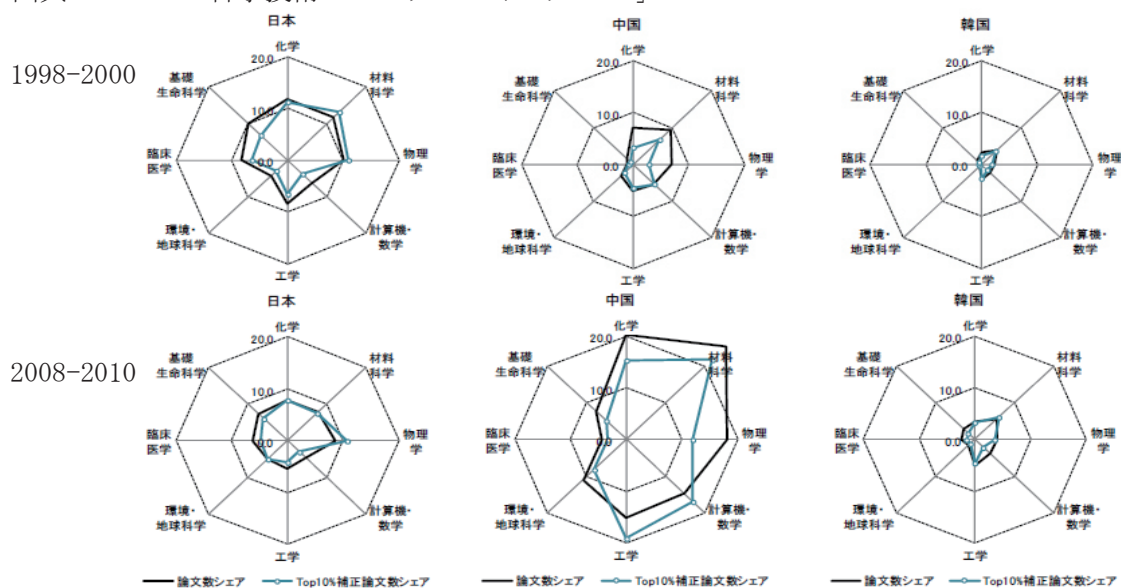 日本
化学
20.0
10.0
0.0
材料
科学
物理
学
計算機・
数学
工学
環境・
地球科学
臨床
医学
基礎
生命科学
中国
化学
20.0
10.0
0.0
材料
科学
物理
学
計算機・
数学
工学
環境・
地球科学
臨床
医学
基礎
生命科学
韓国
化学
20.0
10.0
0.0
材料
科学
物理
学
計算機・
数学
工学
環境・
地球科学
臨床
医学
基礎
生命科学
1998-2000
日本
化学
20.0
10.0
0.0
材料
科学
物理
学
計算機・
数学
工学
環境・
地球科学
臨床
医学
基礎
生命科学
中国
化学
20.0
10.0
0.0
材料
科学
物理
学
計算機・
数学
工学
環境・
地球科学
臨床
医学
基礎
生命科学
韓国
化学
20.0
10.0
0.0
材料
科学
物理
学
計算機・
数学
工学
環境・
地球科学
臨床
医学
基礎
生命科学
2008-2010
論文数シェア
Top10%補正論文数シェア
論文数シェア
Top10%補正論文数シェア
論文数シェア
Top10%補正論文数シェア